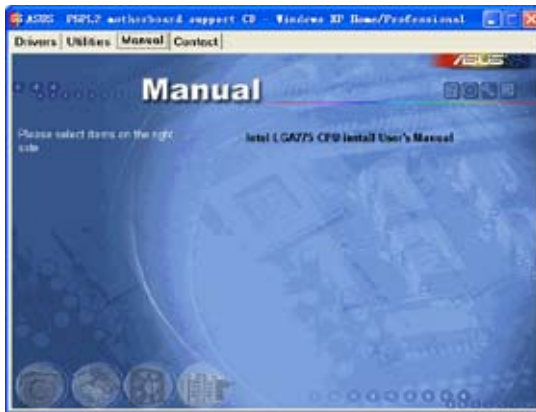 ASUS P5PL2 motherboard support CD - Windows XP Home/Professional
Drivers Utilities Manual Contact
ASUS
Manual
Please select items on the right side
Intel LGA775 CPU install User's Manual